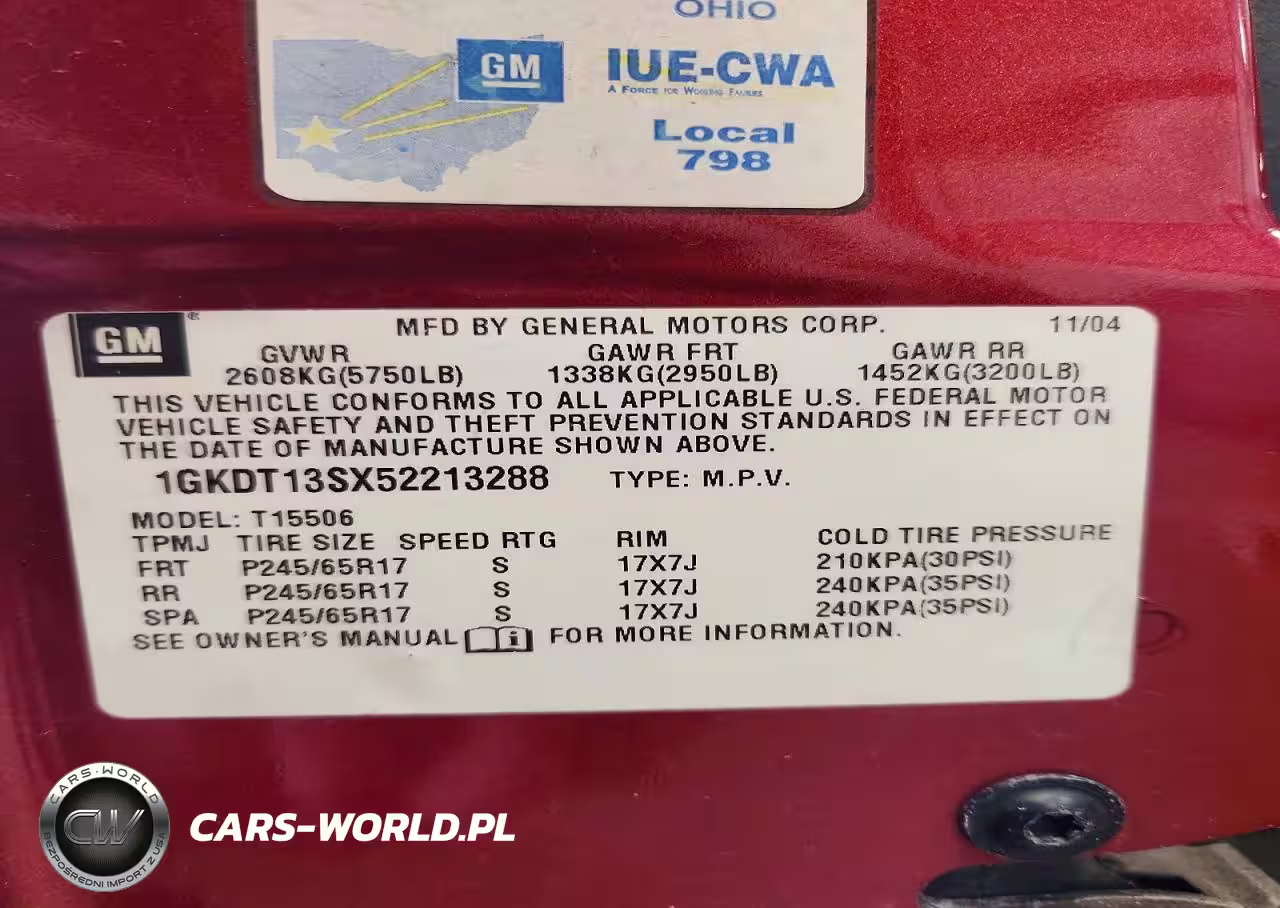 OHIO
GM
IUE-CWA
A FORCE FOR WORKING FAMILIES
Local
798
GM
MFD BY GENERAL MOTORS CORP. 11/04
GVWR GAWR FRT GAWR RR
2608KG(5750LB) 1338KG(2950LB) 1452KG(3200LB)
THIS VEHICLE CONFORMS TO ALL APPLICABLE U.S. FEDERAL MOTOR
VEHICLE SAFETY AND THEFT PREVENTION STANDARDS IN EFFECT ON
THE DATE OF MANUFACTURE SHOWN ABOVE.
1GKDT13SX52213288 TYPE: M.P.V.
MODEL: T15506
TPMJ TIRE SIZE SPEED RTG RIM COLD TIRE PRESSURE
FRT P245/65R17 S 17X7J 210KPA(30PSI)
RR P245/65R17 S 17X7J 240KPA(35PSI)
SPA P245/65R17 S 17X7J 240KPA(35PSI)
SEE OWNER'S MANUAL i FOR MORE INFORMATION.
CARS-WORLD
CW
BEZPOŚREDNI IMPORT Z USA
CARS-WORLD.PL